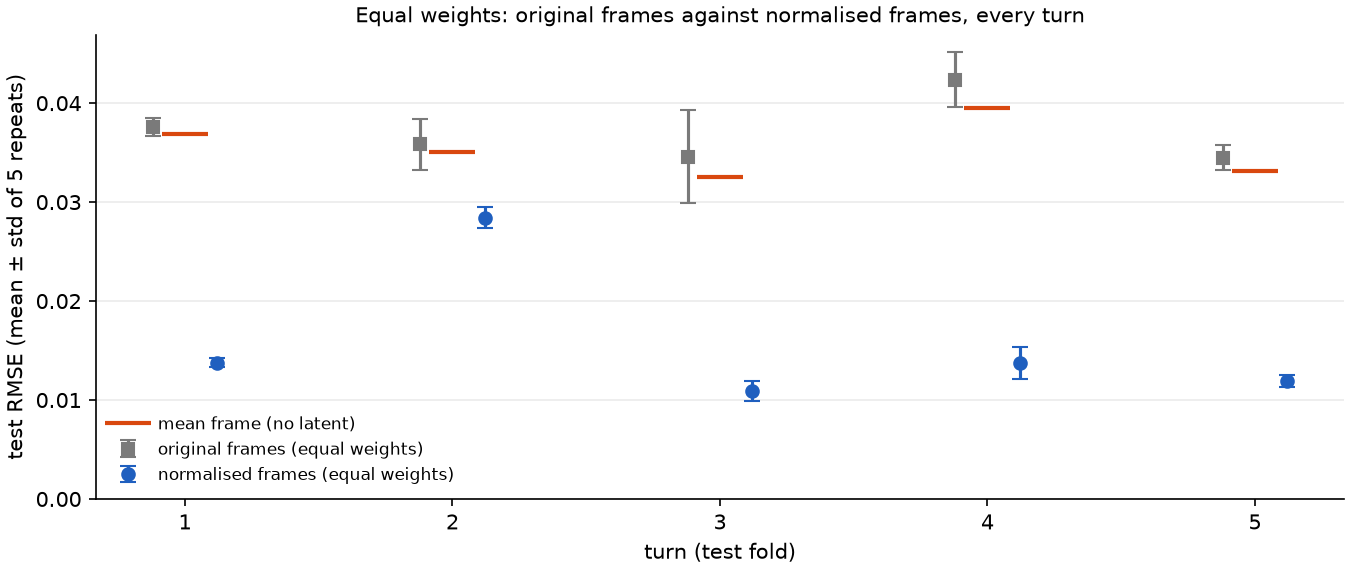 Equal weights: original frames against normalised frames, every turn
test RMSE (mean ± std of 5 repeats)
0.04
0.03
0.02
0.01
0.00
mean frame (no latent)
original frames (equal weights)
normalised frames (equal weights)
1 2 3 4 5
turn (test fold)